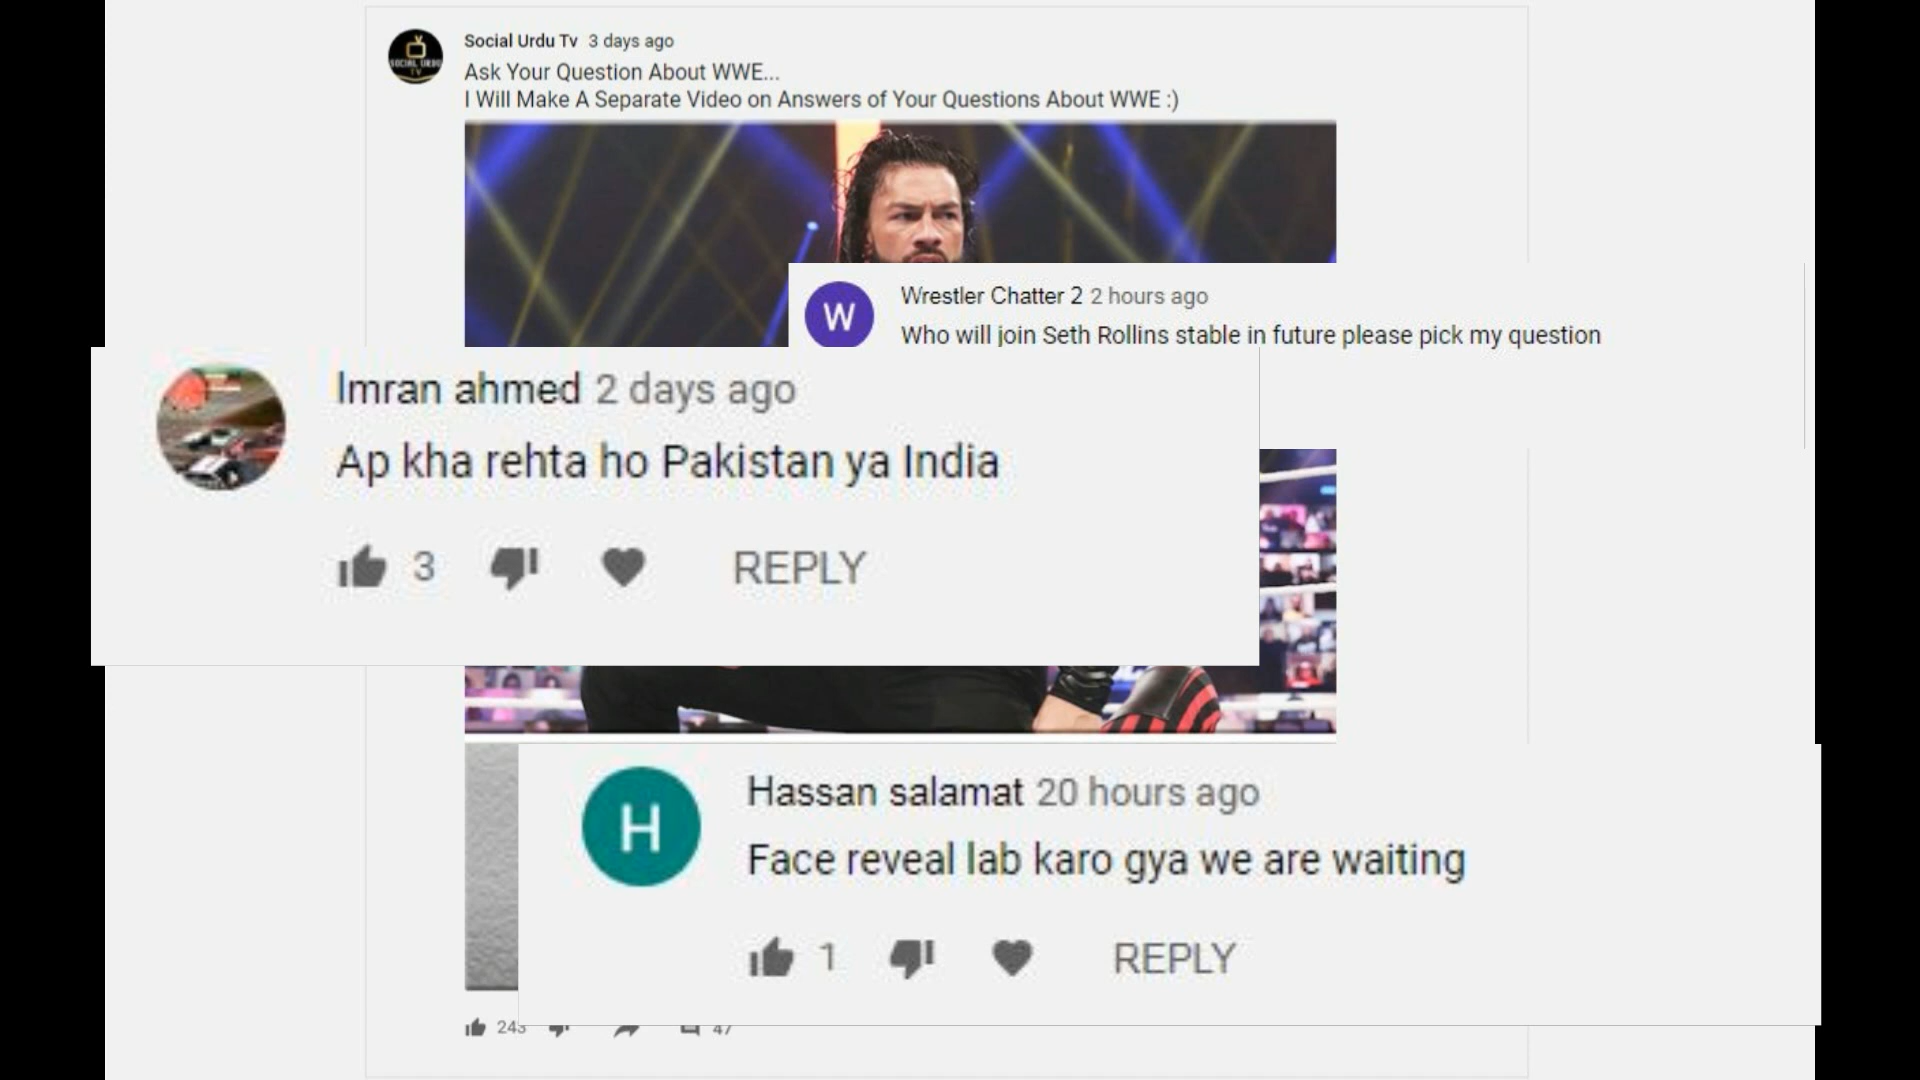 SOCIAL URDU
TV
Social Urdu Tv 3 days ago
Ask Your Question About WWE...
I Will Make A Separate Video on Answers of Your Questions About WWE :)
W
Wrestler Chatter 2 2 hours ago
Who will join Seth Rollins stable in future please pick my question
Imran ahmed 2 days ago
Ap kha rehta ho Pakistan ya India
3 REPLY
H
Hassan salamat 20 hours ago
Face reveal lab karo gya we are waiting
1 REPLY
243 47